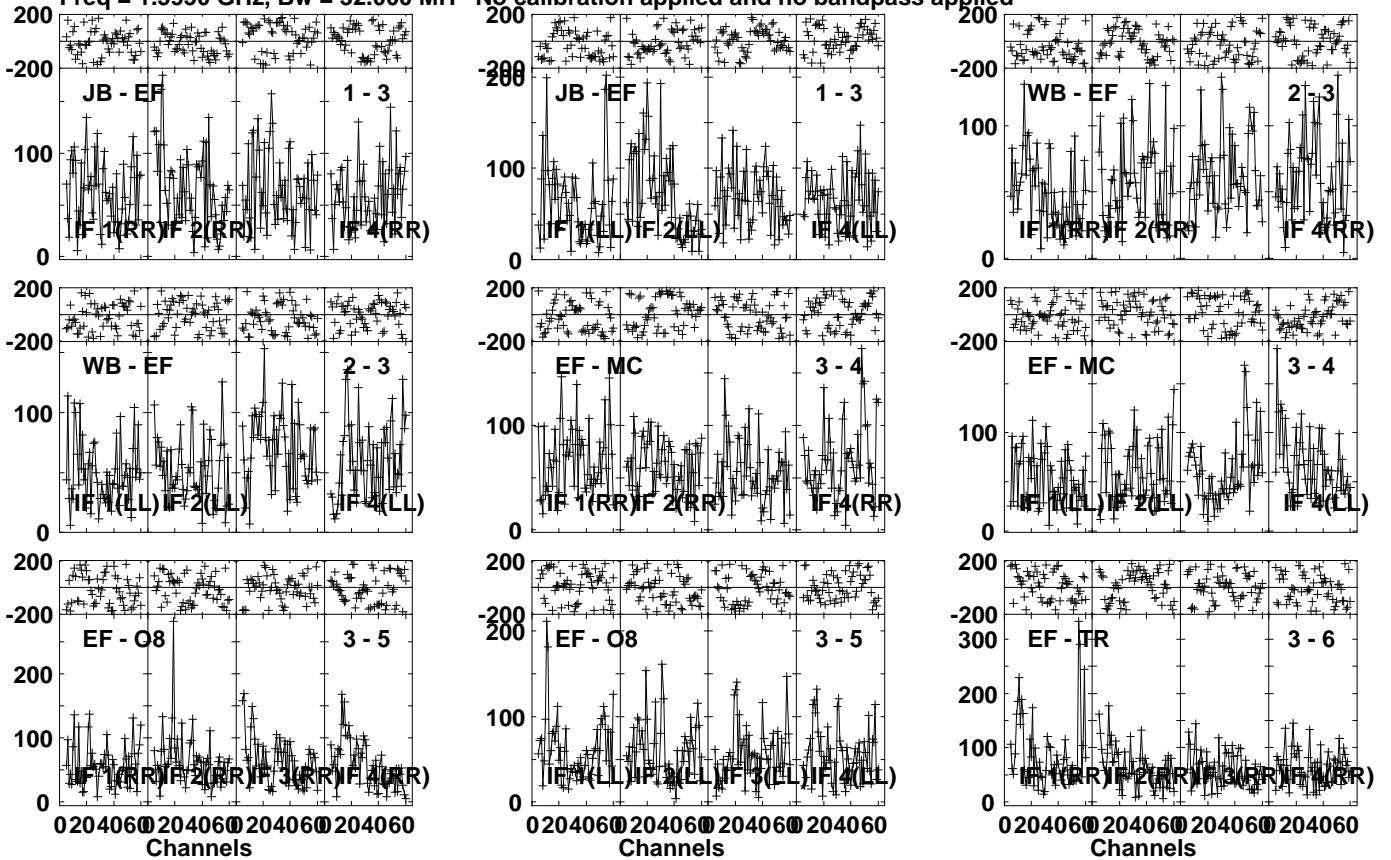 No calibration applied and no bandpass applied
200
-200
JB - EF 1 - 3
100
0
IF 1(RR) IF 2(RR) IF 4(RR)
200
-200
200
JB - EF 1 - 3
100
0
IF 1(LL) IF 2(LL) IF 4(LL)
200
-200
WB - EF 2 - 3
100
0
IF 1(RR) IF 2(RR) IF 4(RR)
200
-200
WB - EF 2 - 3
100
0
IF 1(LL) IF 2(LL) IF 4(LL)
200
-200
EF - MC 3 - 4
100
0
IF 1(RR) IF 2(RR) IF 4(RR)
200
-200
EF - MC 3 - 4
100
0
IF 1(LL) IF 2(LL) IF 4(LL)
200
-200
EF - O8 3 - 5
200
100
0
IF 1(RR) IF 2(RR) IF 3(RR) IF 4(RR)
0 20 40 60 0 20 40 60 0 20 40 60 0 20 40 60
Channels
200
-200
200
EF - O8 3 - 5
100
0
IF 1(LL) IF 2(LL) IF 3(LL) IF 4(LL)
0 20 40 60 0 20 40 60 0 20 40 60 0 20 40 60
Channels
200
-200
300
EF - TR 3 - 6
200
100
0
IF 1(RR) IF 2(RR) IF 3(RR) IF 4(RR)
0 20 40 60 0 20 40 60 0 20 40 60 0 20 40 60
Channels